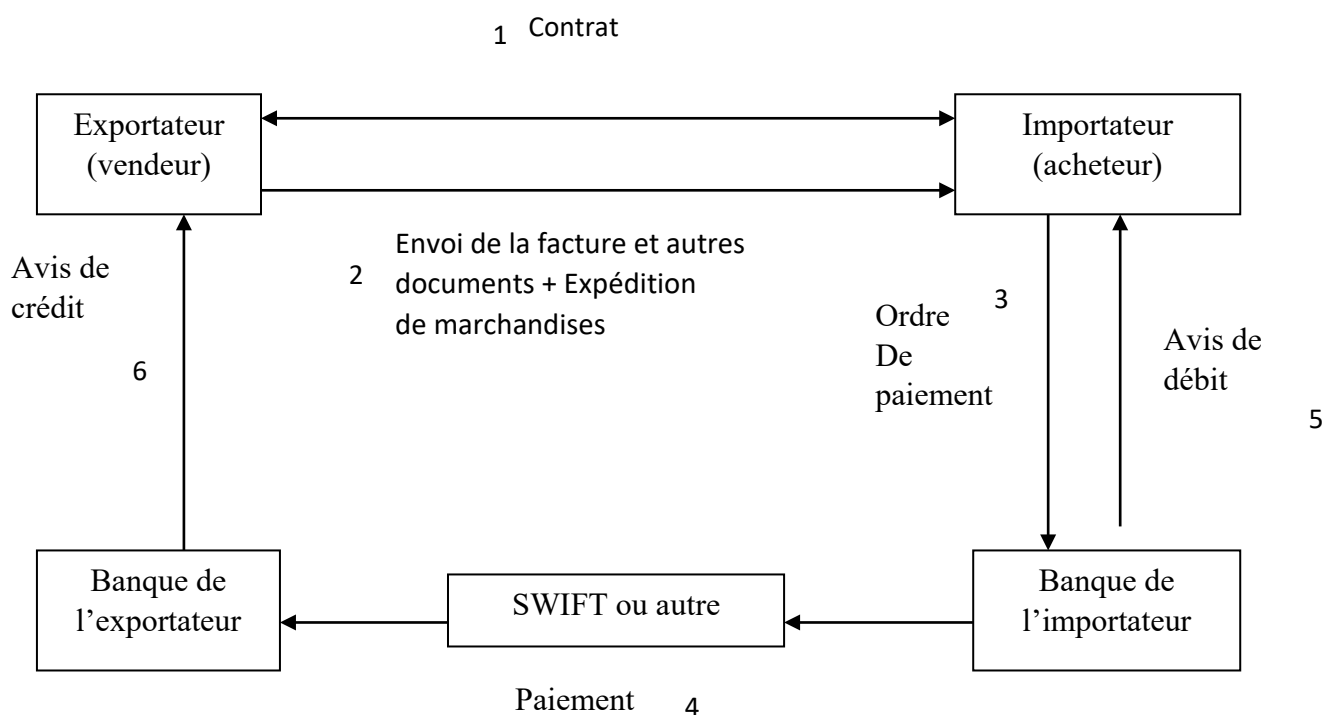 1 Contrat
Exportateur
(vendeur)
Importateur
(acheteur)
Avis de
crédit
2
Envoi de la facture et autres
documents + Expédition
de marchandises
3
Ordre
De
paiement
Avis de
débit
5
6
Banque de
l’exportateur
SWIFT ou autre
Banque de
l’importateur
Paiement 4